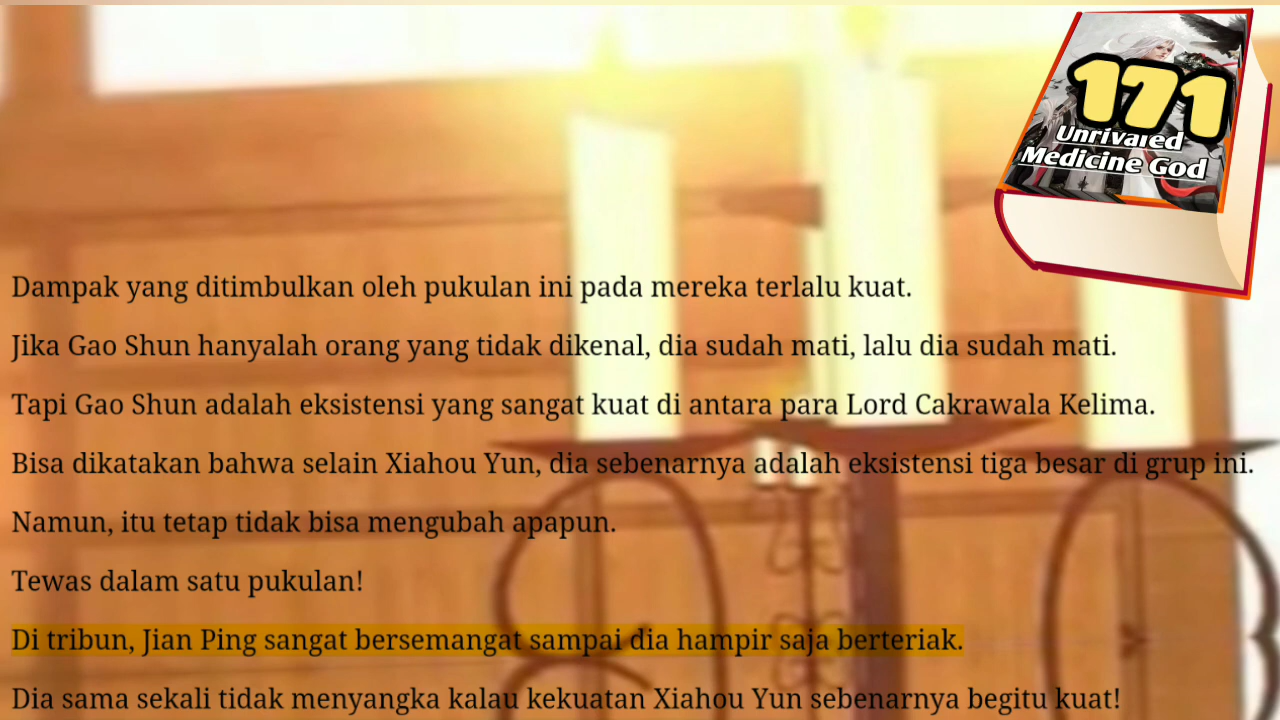 171
Unrivaled
Medicine God
Dampak yang ditimbulkan oleh pukulan ini pada mereka terlalu kuat.
Jika Gao Shun hanyalah orang yang tidak dikenal, dia sudah mati, lalu dia sudah mati.
Tapi Gao Shun adalah eksistensi yang sangat kuat di antara para Lord Cakrawala Kelima.
Bisa dikatakan bahwa selain Xiahou Yun, dia sebenarnya adalah eksistensi tiga besar di grup ini.
Namun, itu tetap tidak bisa mengubah apapun.
Tewas dalam satu pukulan!
Di tribun, Jian Ping sangat bersemangat sampai dia hampir saja berteriak.
Dia sama sekali tidak menyangka kalau kekuatan Xiahou Yun sebenarnya begitu kuat!